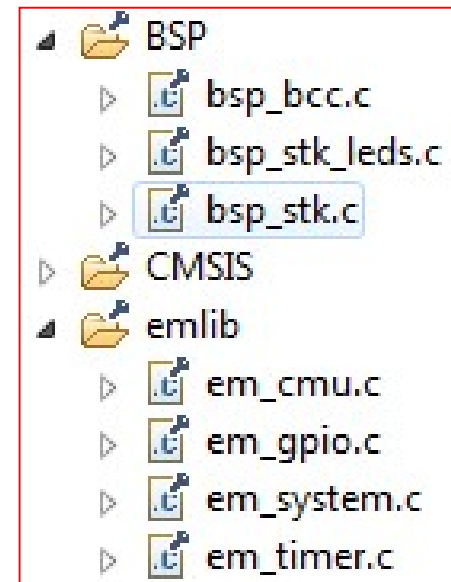 BSP
.c bsp_bcc.c
.c bsp_stk_leds.c
.c bsp_stk.c
CMSIS
emlib
.c em_cmu.c
.c em_gpio.c
.c em_system.c
.c em_timer.c